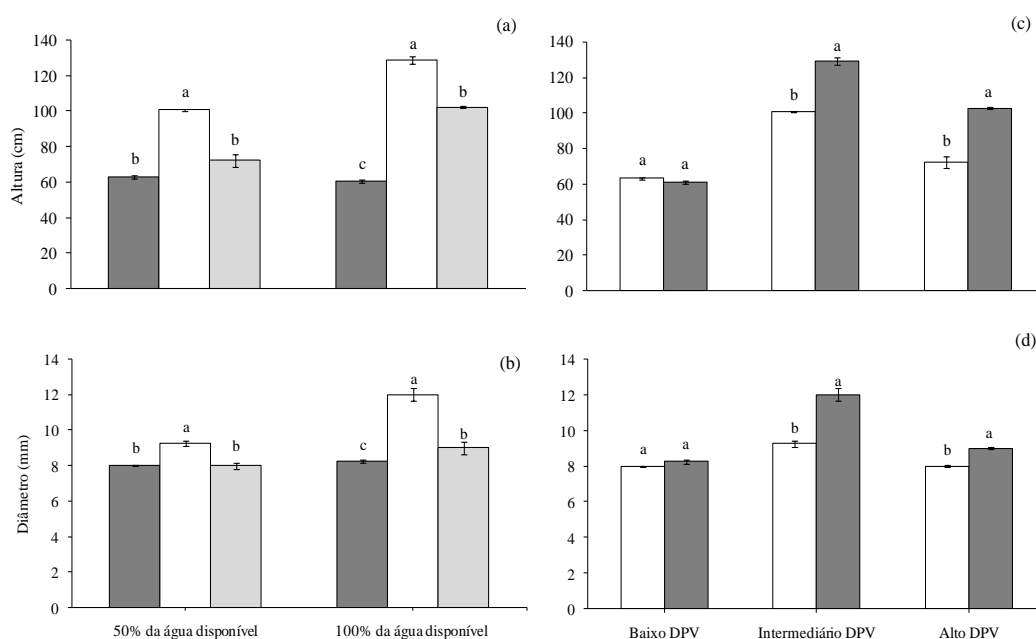 (a)
Altura (cm)
140
120
100
80
60
40
20
0
b
a
b
c
a
b
(c)
140
120
100
80
60
40
20
0
a
a
b
a
b
a
(b)
Diâmetro (mm)
14
12
10
8
6
4
2
0
b
a
b
c
a
b
50% da água disponível
100% da água disponível
(d)
14
12
10
8
6
4
2
0
a
a
b
a
b
a
Baixo DPV
Intermediário DPV
Alto DPV